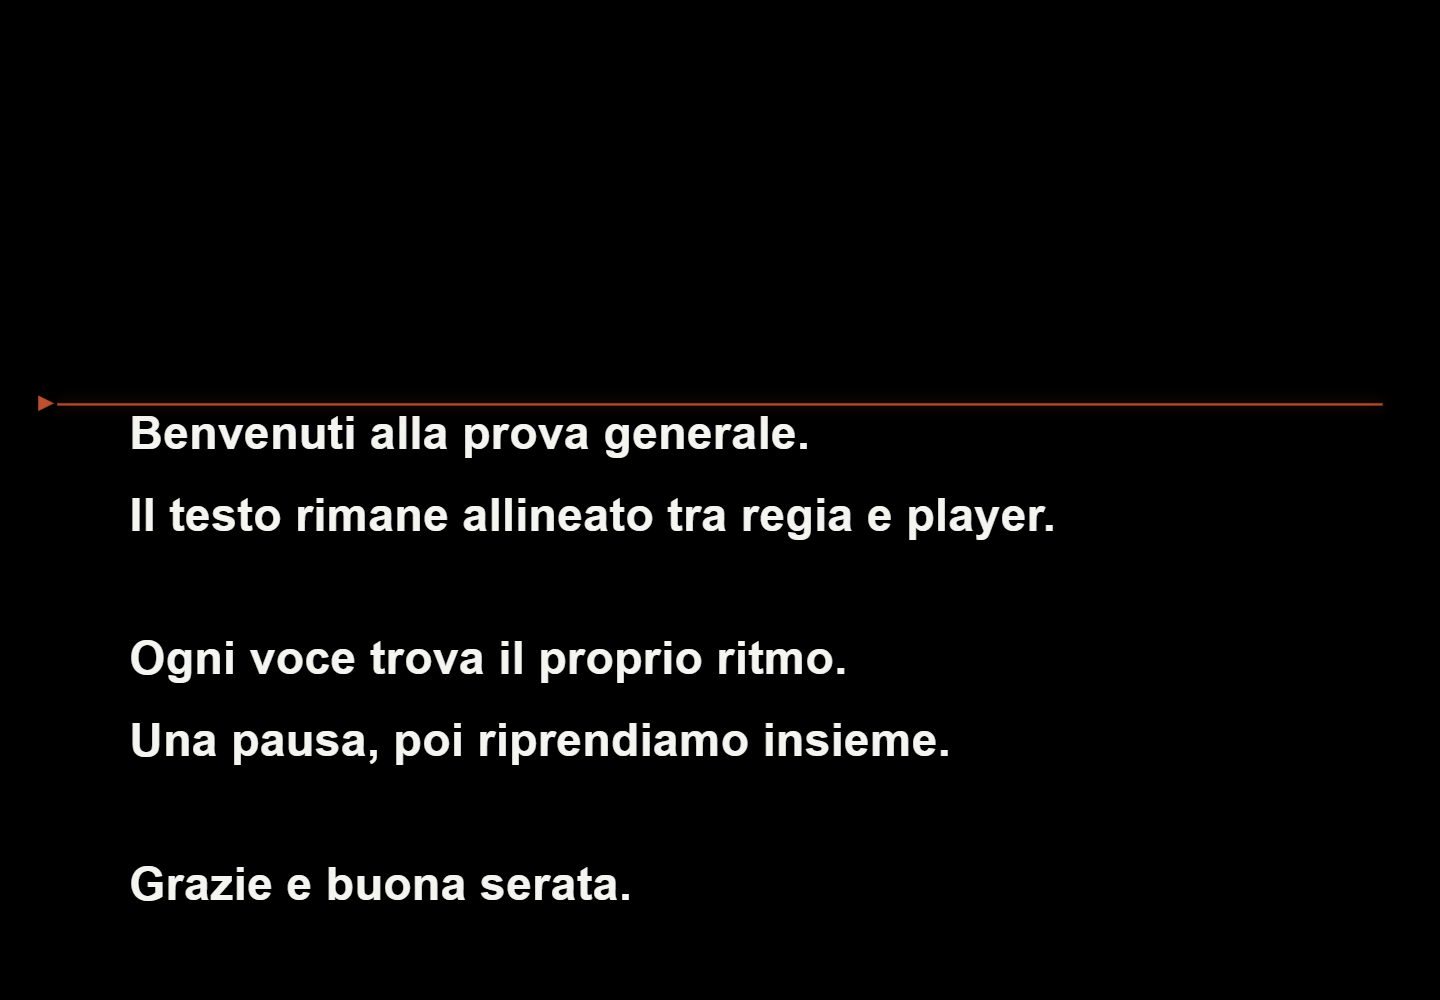 Benvenuti alla prova generale.
Il testo rimane allineato tra regia e player.
Ogni voce trova il proprio ritmo.
Una pausa, poi riprendiamo insieme.
Grazie e buona serata.